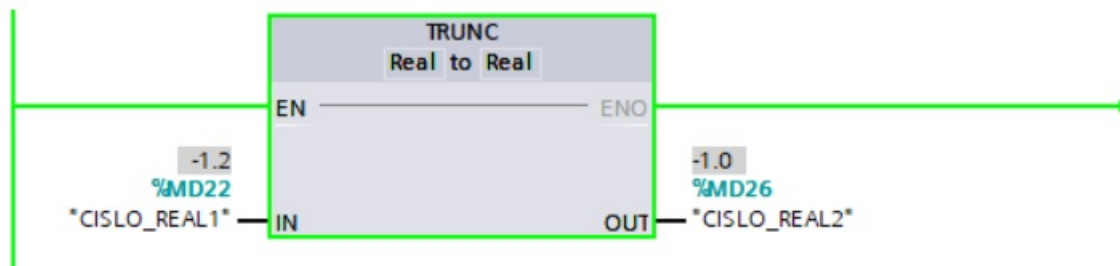 TRUNC
Real to Real
EN ENO
-1.2 -1.0
%MD22 %MD26
"CISLO_REAL1" IN OUT "CISLO_REAL2"